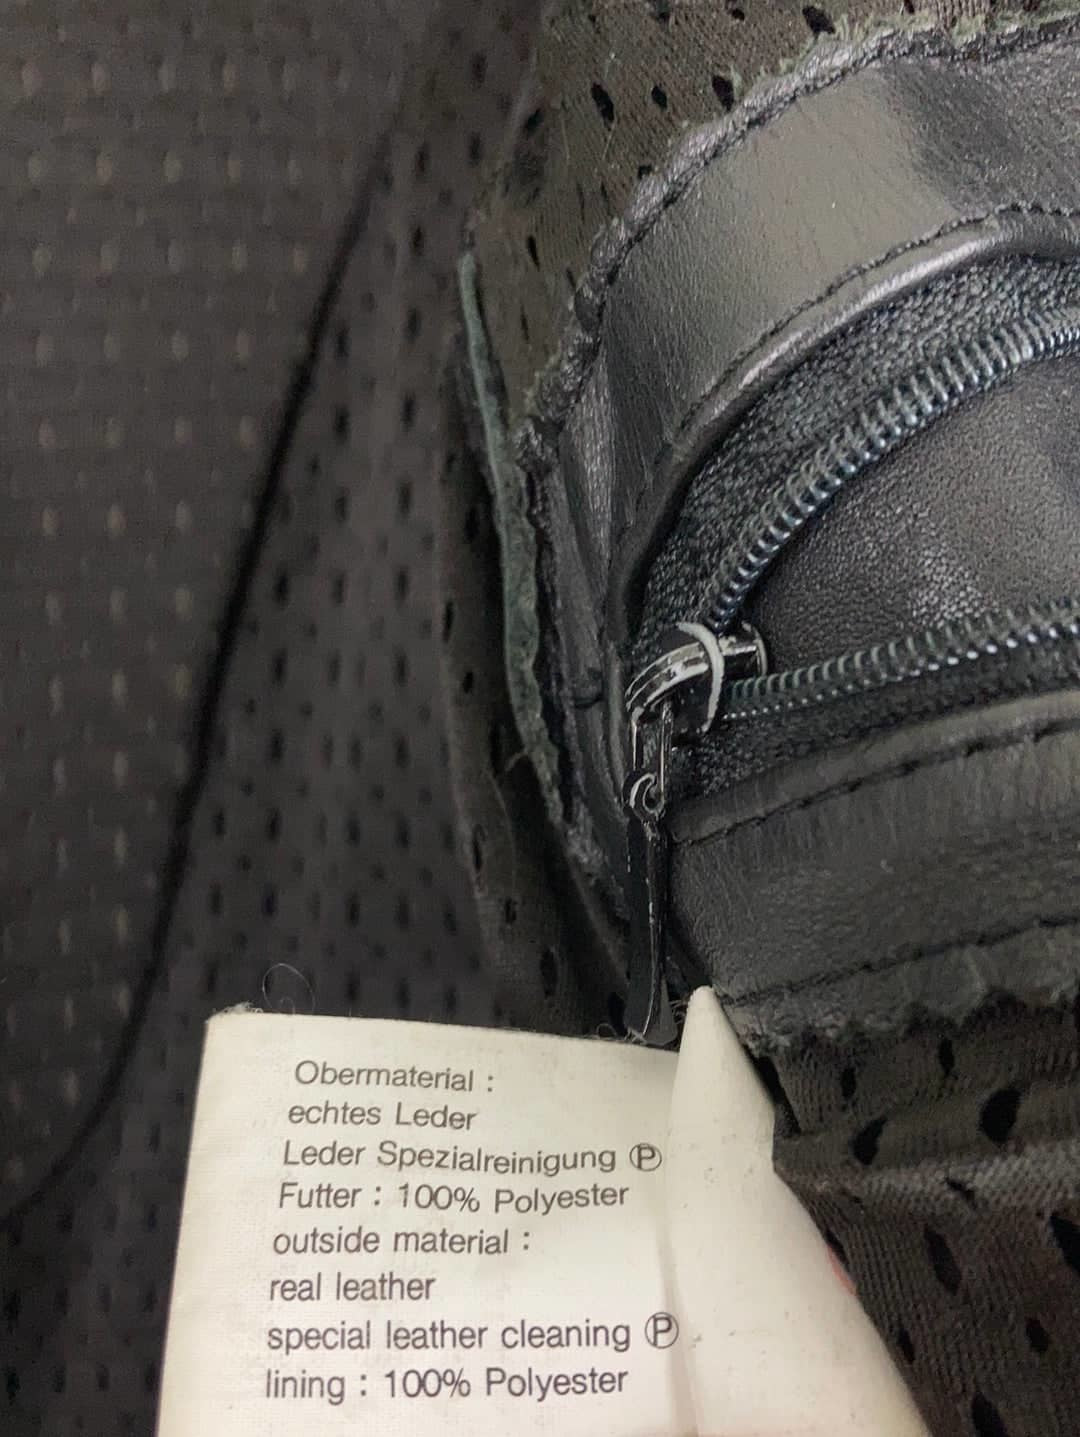 Obermaterial :
echtes Leder
Leder Spezialreinigung Ⓟ
Futter : 100% Polyester
outside material :
real leather
special leather cleaning Ⓟ
lining : 100% Polyester